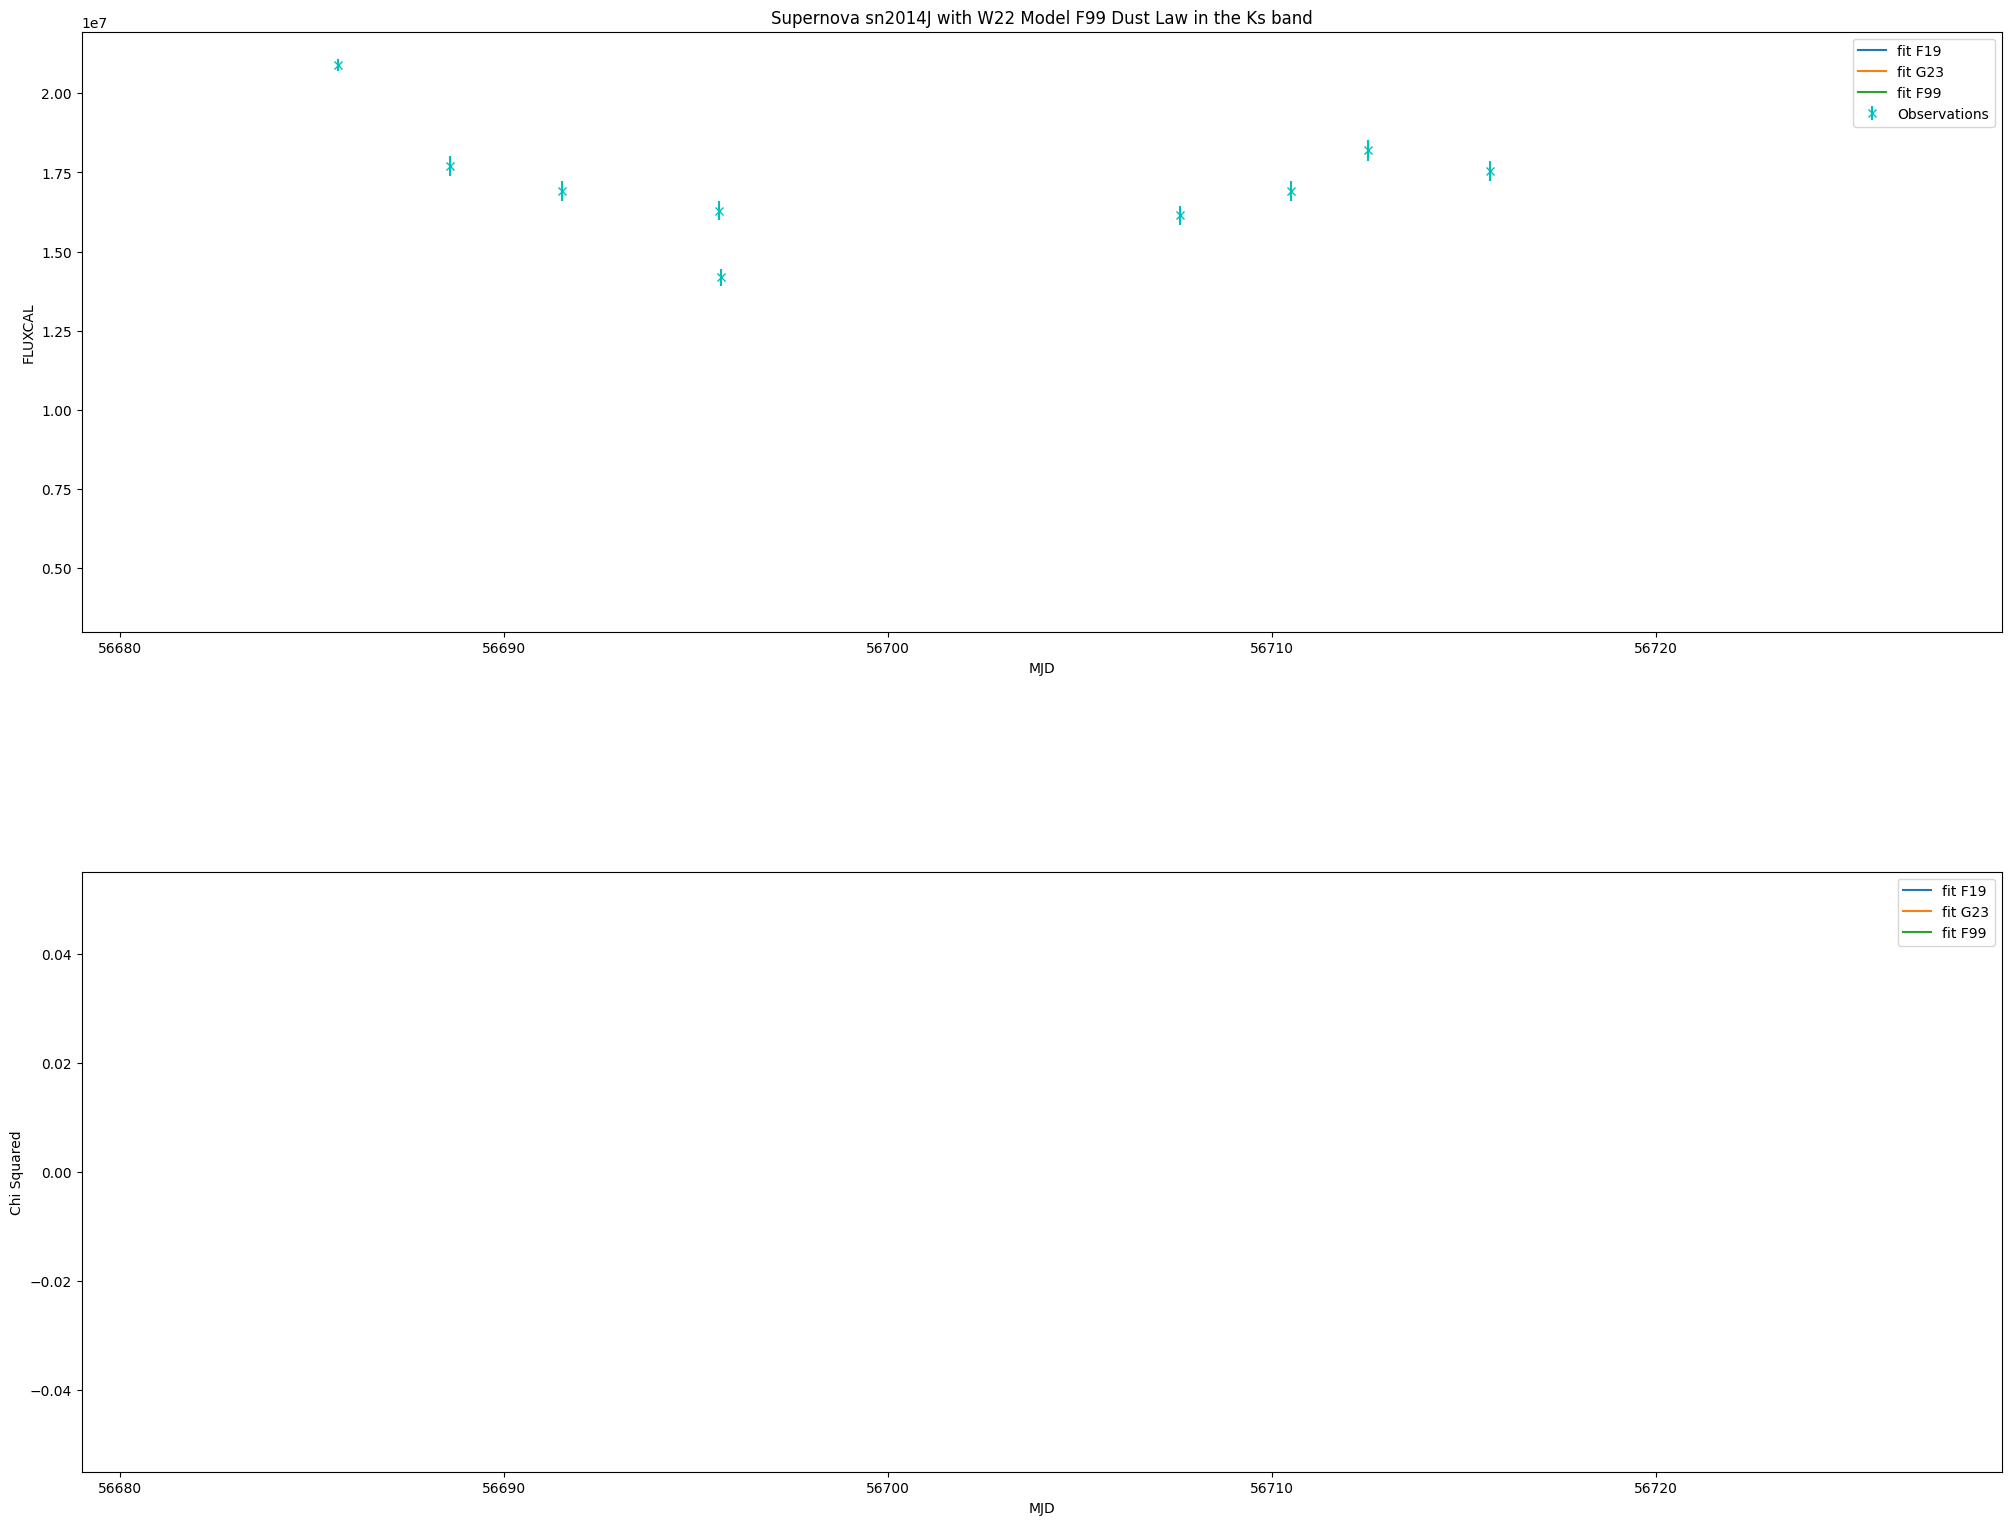 Supernova sn2014J with W22 Model F99 Dust Law in the Ks band
1e7
2.00
1.75
1.50
1.25
1.00
0.75
0.50
FLUXCAL
fit F19
fit G23
fit F99
Observations
56680 56690 56700 56710 56720
MJD
0.04
0.02
0.00
−0.02
−0.04
Chi Squared
fit F19
fit G23
fit F99
56680 56690 56700 56710 56720
MJD